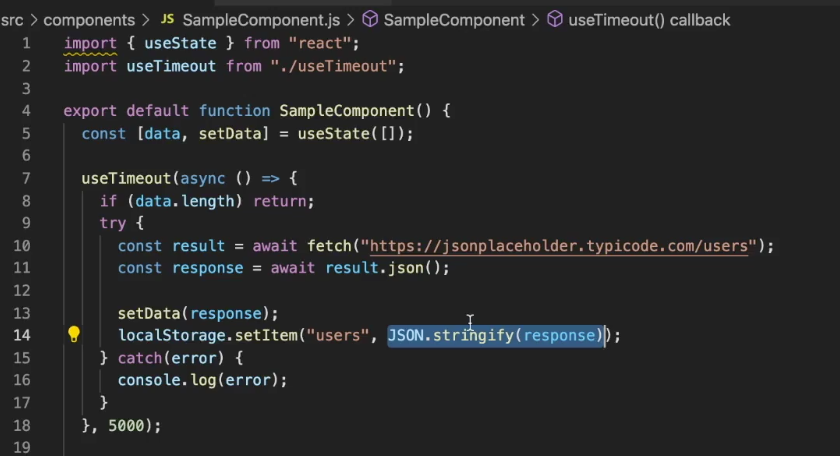 src > components > JS SampleComponent.js > SampleComponent > useTimeout() callback
1 import { useState } from "react";
2 import useTimeout from "./useTimeout";
3
4 export default function SampleComponent() {
5 const [data, setData] = useState([]);
6
7 useTimeout(async () => {
8 if (data.length) return;
9 try {
10 const result = await fetch("https://jsonplaceholder.typicode.com/users");
11 const response = await result.json();
12
13 setData(response);
14 localStorage.setItem("users", JSON.stringify(response));
15 } catch(error) {
16 console.log(error);
17 }
18 }, 5000);
19